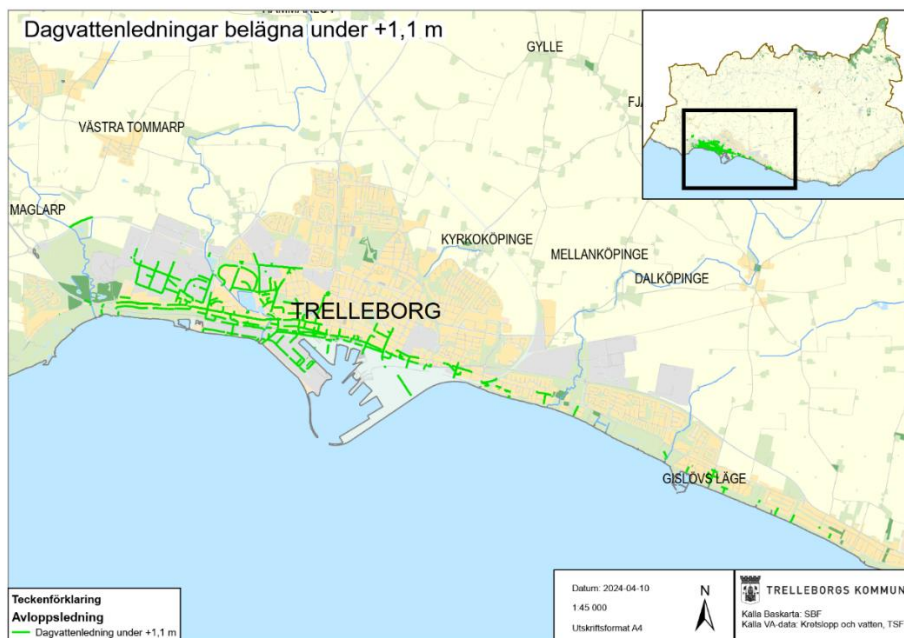 Dagvattenledningar belägna under +1,1 m
GYLLE
VÄSTRA TOMMARP
MAGLARP
KYRKOKÖPINGE
MELLANKÖPINGE
DALKÖPINGE
TRELLEBORG
GISLÖVS LÄGE
Teckenförklaring
Avloppsledning
Dagvattenledning under +1,1 m
Datum: 2024-04-10
1:45 000
Utskriftsformat A4
N
TRELLEBORGS KOMMUN
Källa Baskarta: SBF
Källa VA-data: Kretslopp och vatten, TSF